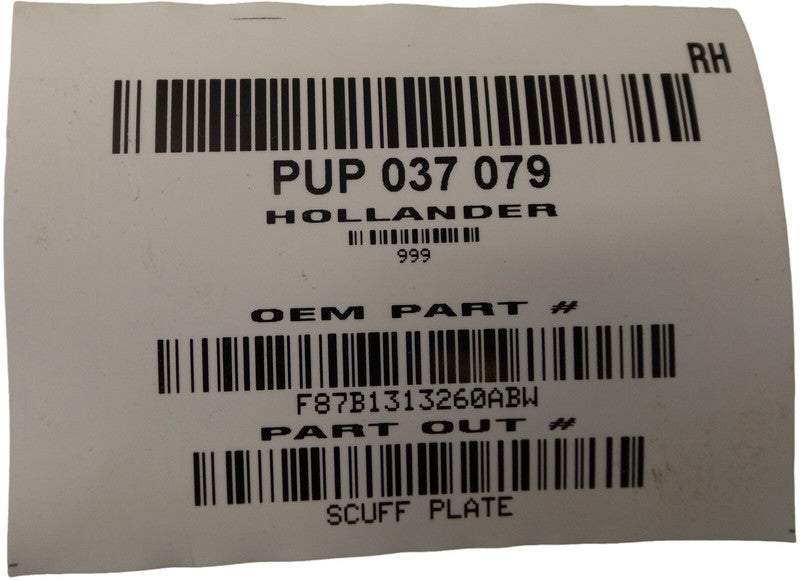 RH
PUP 037 079
HOLLANDER
999
OEM PART #
F87B1313260ABW
PART OUT #
SCUFF PLATE